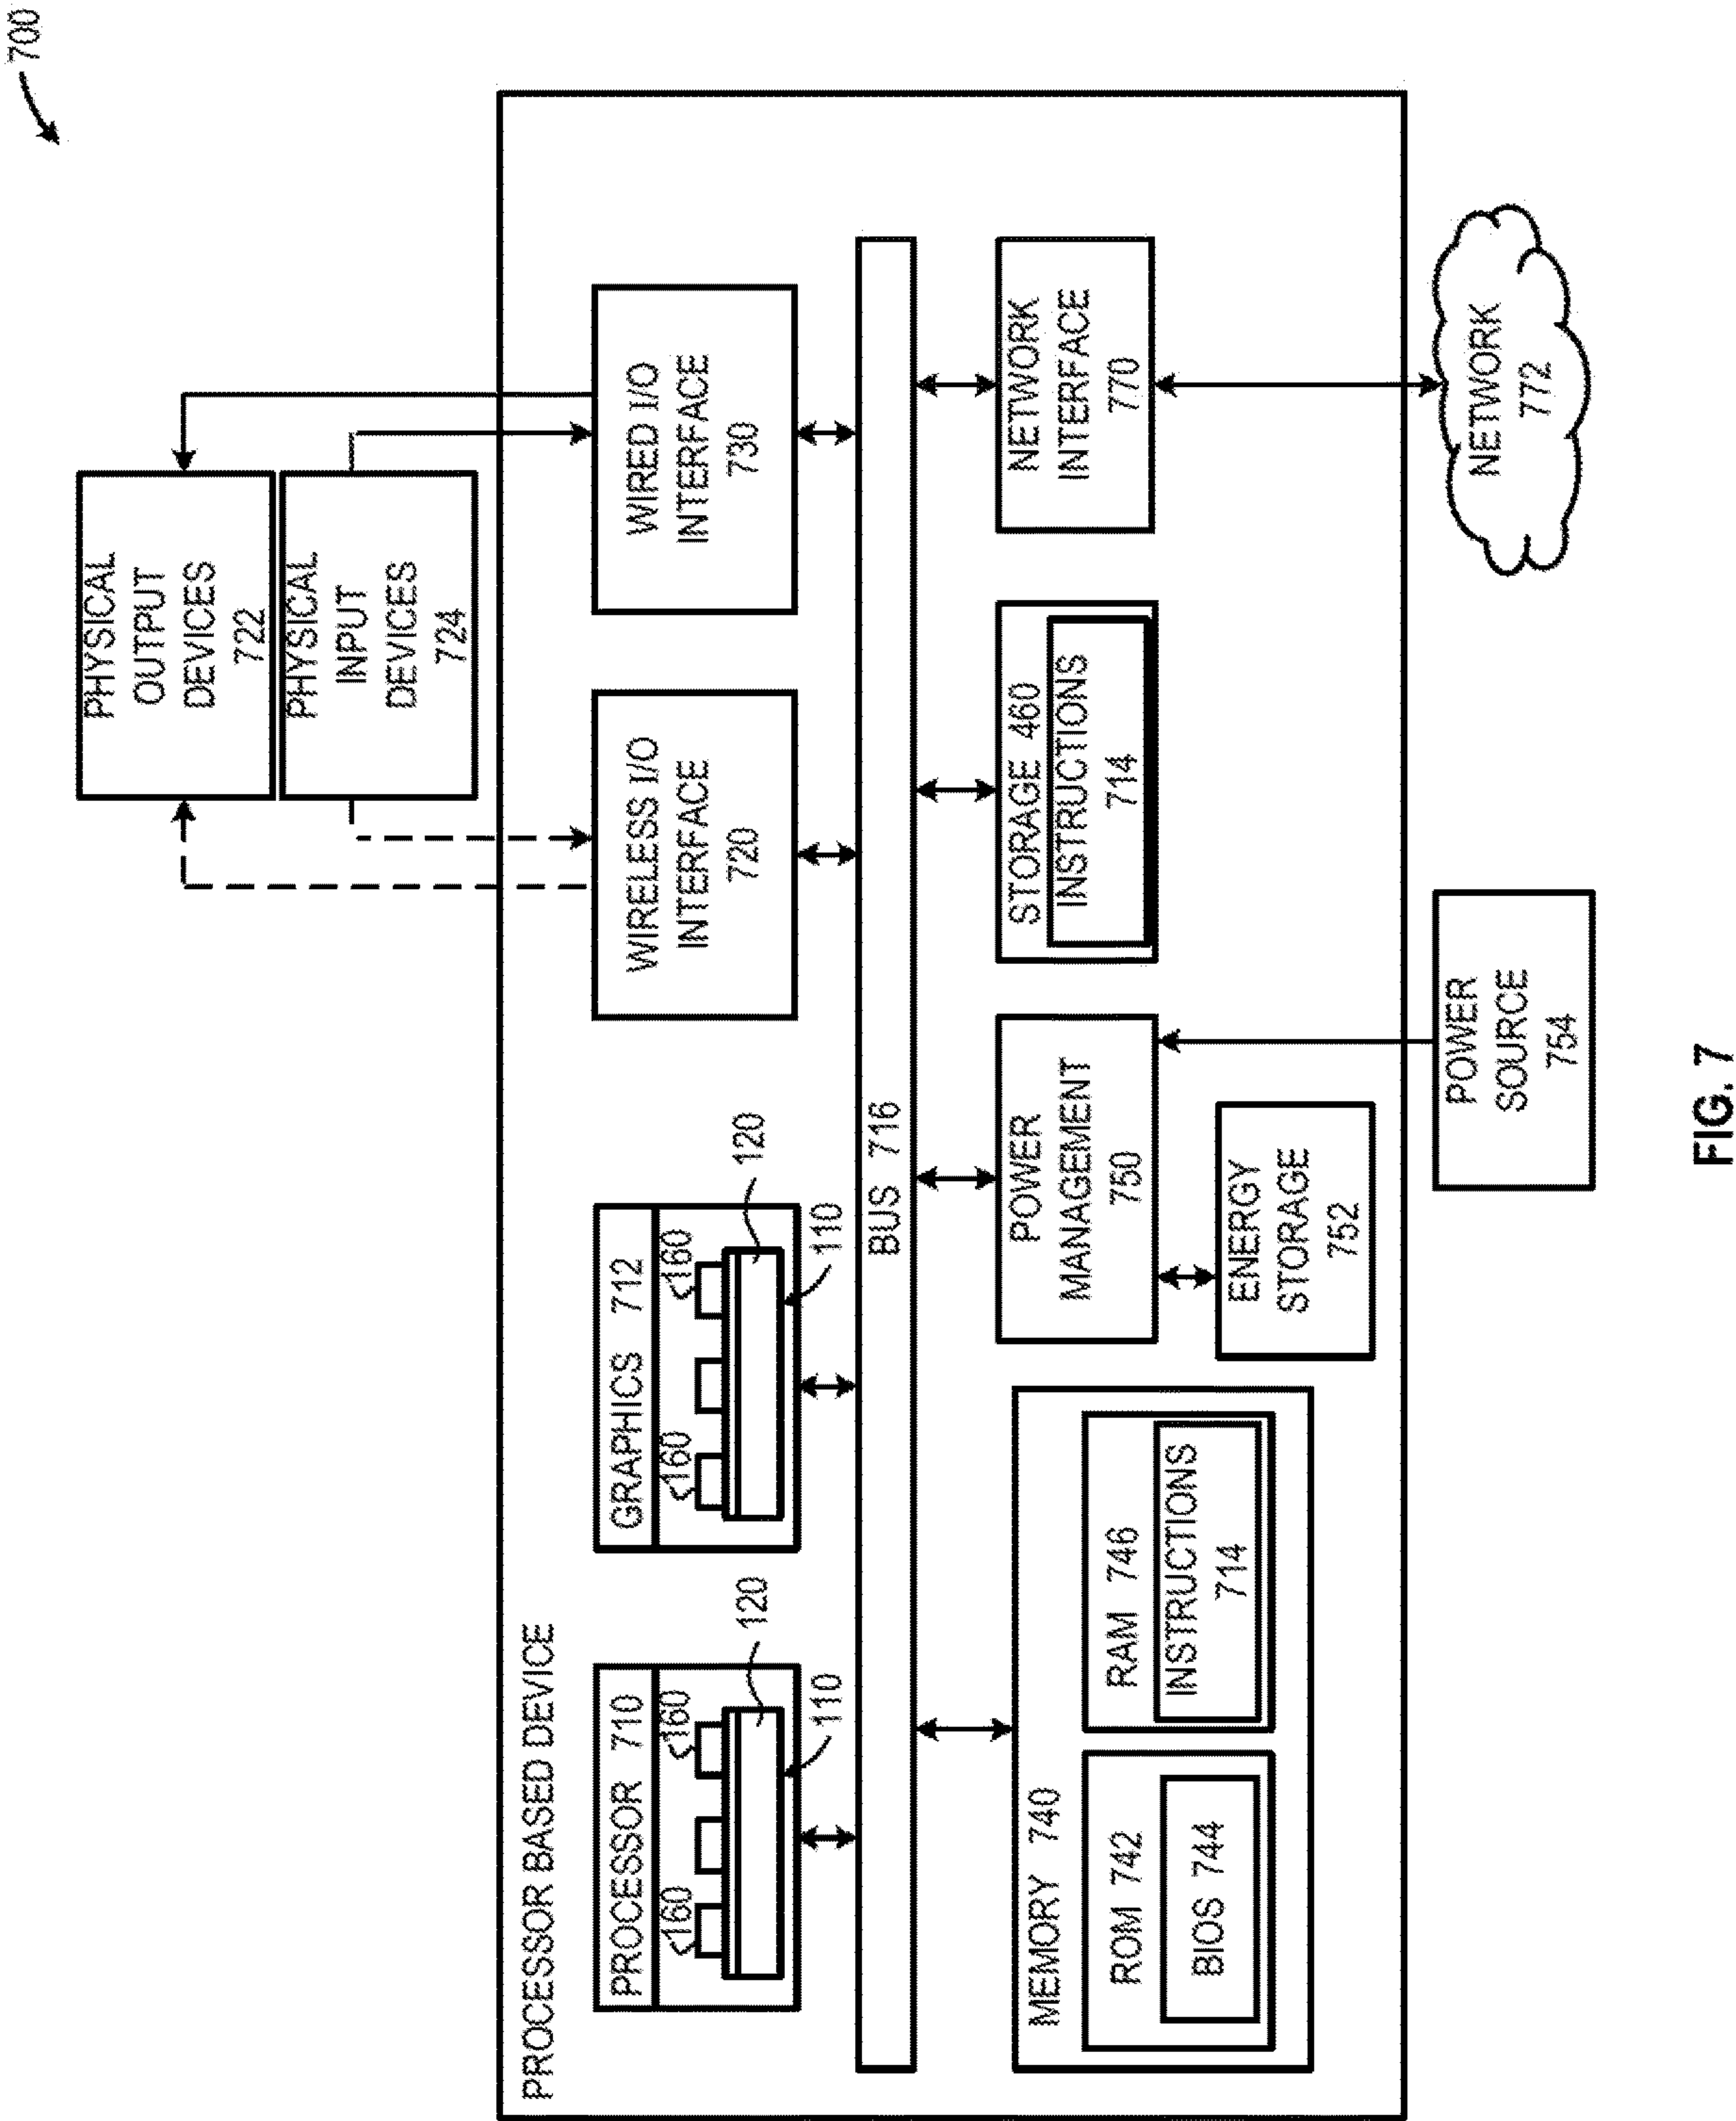 700
PHYSICAL
OUTPUT
DEVICES
722
PHYSICAL
INPUT
DEVICES
724
PROCESSOR BASED DEVICE
PROCESSOR 710
160
160
120
110
GRAPHICS 712
160
160
120
110
WIRELESS I/O
INTERFACE
720
WIRED I/O
INTERFACE
730
BUS 716
MEMORY 740
ROM 742
BIOS 744
RAM 746
INSTRUCTIONS
714
POWER
MANAGEMENT
750
ENERGY
STORAGE
752
STORAGE 460
INSTRUCTIONS
714
NETWORK
INTERFACE
770
POWER
SOURCE
754
NETWORK
772
FIG. 7